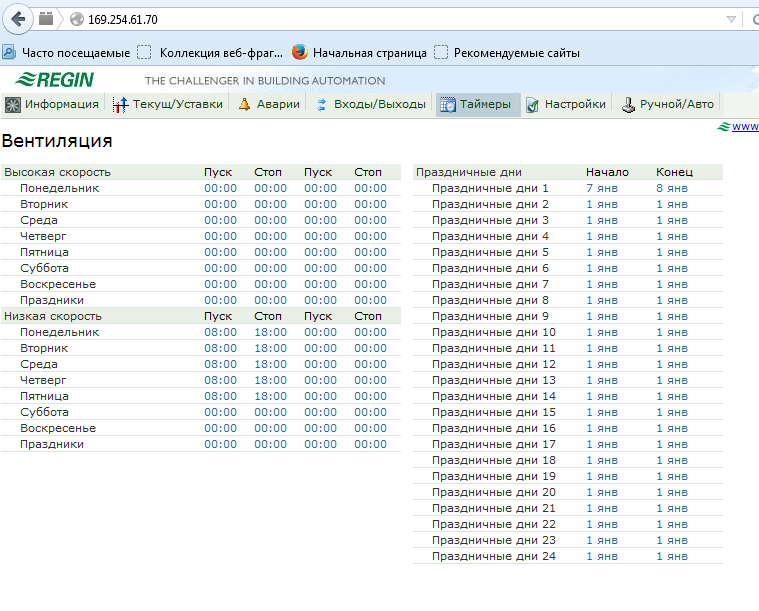 169.254.61.70
Часто посещаемые Коллекция веб-фраг... Начальная страница Рекомендуемые сайты
REGIN THE CHALLENGER IN BUILDING AUTOMATION
Информация Текущ/Уставки Аварии Входы/Выходы Таймеры Настройки Ручной/Авто
www
Вентиляция
Высокая скорость Пуск Стоп Пуск Стоп
Понедельник 00:00 00:00 00:00 00:00
Вторник 00:00 00:00 00:00 00:00
Среда 00:00 00:00 00:00 00:00
Четверг 00:00 00:00 00:00 00:00
Пятница 00:00 00:00 00:00 00:00
Суббота 00:00 00:00 00:00 00:00
Воскресенье 00:00 00:00 00:00 00:00
Праздники 00:00 00:00 00:00 00:00
Низкая скорость Пуск Стоп Пуск Стоп
Понедельник 08:00 18:00 00:00 00:00
Вторник 08:00 18:00 00:00 00:00
Среда 08:00 18:00 00:00 00:00
Четверг 08:00 18:00 00:00 00:00
Пятница 08:00 18:00 00:00 00:00
Суббота 00:00 00:00 00:00 00:00
Воскресенье 00:00 00:00 00:00 00:00
Праздники 00:00 00:00 00:00 00:00
Праздничные дни Начало Конец
Праздничные дни 1 7 янв 8 янв
Праздничные дни 2 1 янв 1 янв
Праздничные дни 3 1 янв 1 янв
Праздничные дни 4 1 янв 1 янв
Праздничные дни 5 1 янв 1 янв
Праздничные дни 6 1 янв 1 янв
Праздничные дни 7 1 янв 1 янв
Праздничные дни 8 1 янв 1 янв
Праздничные дни 9 1 янв 1 янв
Праздничные дни 10 1 янв 1 янв
Праздничные дни 11 1 янв 1 янв
Праздничные дни 12 1 янв 1 янв
Праздничные дни 13 1 янв 1 янв
Праздничные дни 14 1 янв 1 янв
Праздничные дни 15 1 янв 1 янв
Праздничные дни 16 1 янв 1 янв
Праздничные дни 17 1 янв 1 янв
Праздничные дни 18 1 янв 1 янв
Праздничные дни 19 1 янв 1 янв
Праздничные дни 20 1 янв 1 янв
Праздничные дни 21 1 янв 1 янв
Праздничные дни 22 1 янв 1 янв
Праздничные дни 23 1 янв 1 янв
Праздничные дни 24 1 янв 1 янв